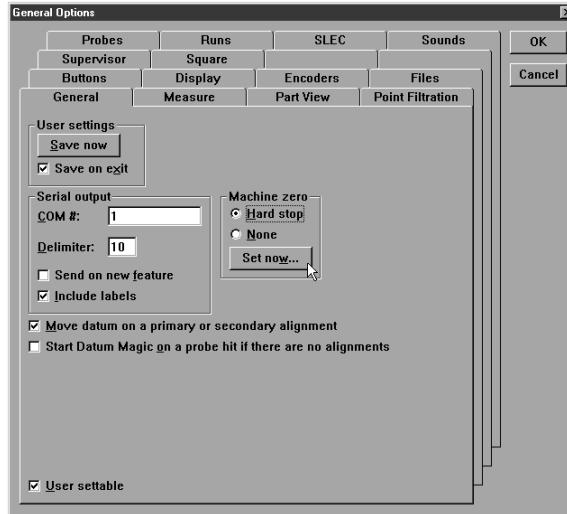 General Options
Probes Runs SLEC Sounds
OK
Supervisor Square
Buttons Display Encoders Files
Cancel
General Measure Part View Point Filtration
User settings
Save now
Save on exit
Serial output
COM #: 1
Delimiter: 10
Send on new feature
Include labels
Machine zero
Hard stop
None
Set now...
Move datum on a primary or secondary alignment
Start Datum Magic on a probe hit if there are no alignments
User settable